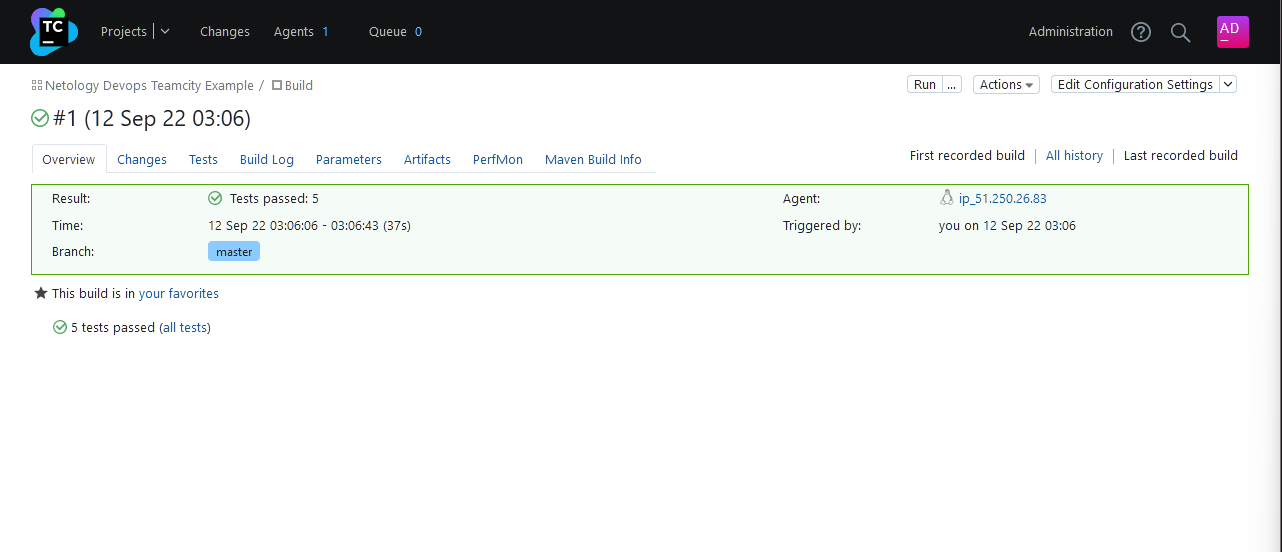 TC Projects Changes Agents 1 Queue 0 Administration AD
Netology Devops Teamcity Example / Build Run ... Actions Edit Configuration Settings
#1 (12 Sep 22 03:06)
Overview Changes Tests Build Log Parameters Artifacts PerfMon Maven Build Info First recorded build All history Last recorded build
Result: Tests passed: 5 Agent: ip_51.250.26.83
Time: 12 Sep 22 03:06:06 - 03:06:43 (37s) Triggered by: you on 12 Sep 22 03:06
Branch: master
This build is in your favorites
5 tests passed (all tests)